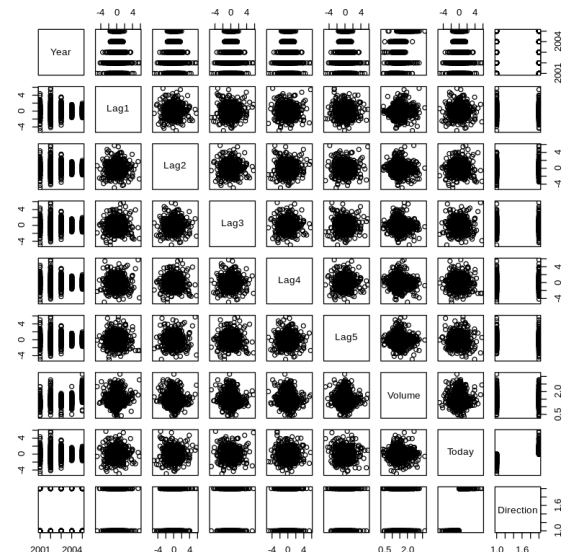 -4 0 4
-4 0 4
-4 0 4
-4 0 4
Year
2001 2004
-4 0 4
Lag1
Lag2
-4 0 4
-4 0 4
Lag3
Lag4
-4 0 4
-4 0 4
Lag5
Volume
0.5 2.0
-4 0 4
Today
Direction
1.0 1.6
2001 2004
-4 0 4
-4 0 4
0.5 2.0
1.0 1.6